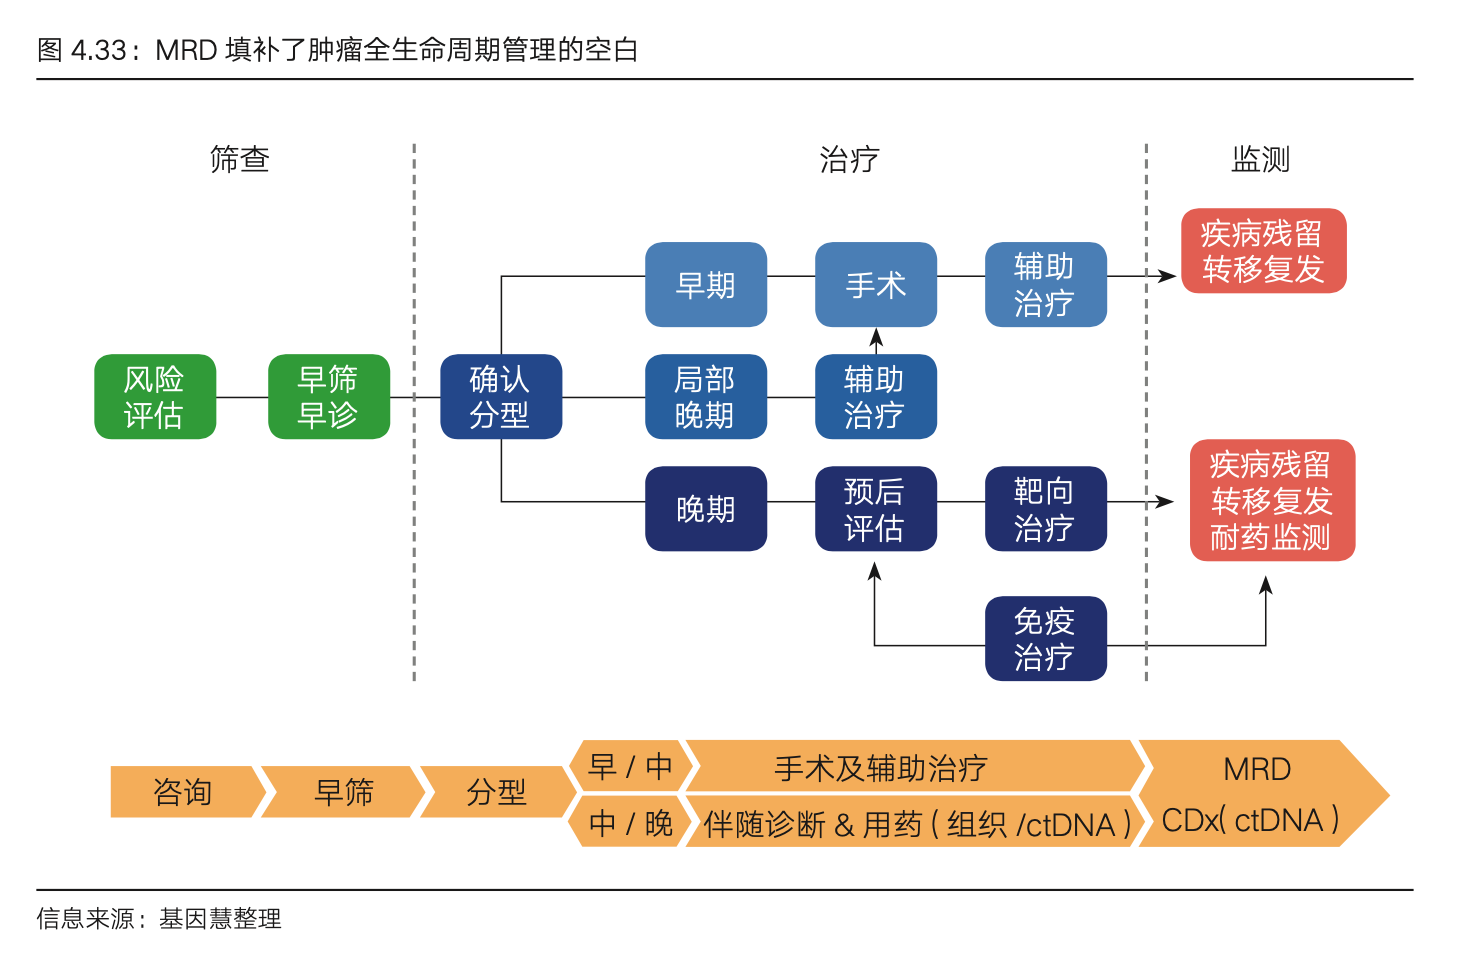 图 4.33：MRD 填补了肿瘤全生命周期管理的空白
筛查
治疗
监测
疾病残留
转移复发
早期
手术
辅助
治疗
风险
评估
早筛
早诊
确认
分型
局部
晚期
辅助
治疗
晚期
预后
评估
靶向
治疗
疾病残留
转移复发
耐药监测
免疫
治疗
咨询
早筛
分型
早 / 中
手术及辅助治疗
中 / 晚
伴随诊断 & 用药 ( 组织 /ctDNA )
MRD
CDx( ctDNA )
信息来源：基因慧整理